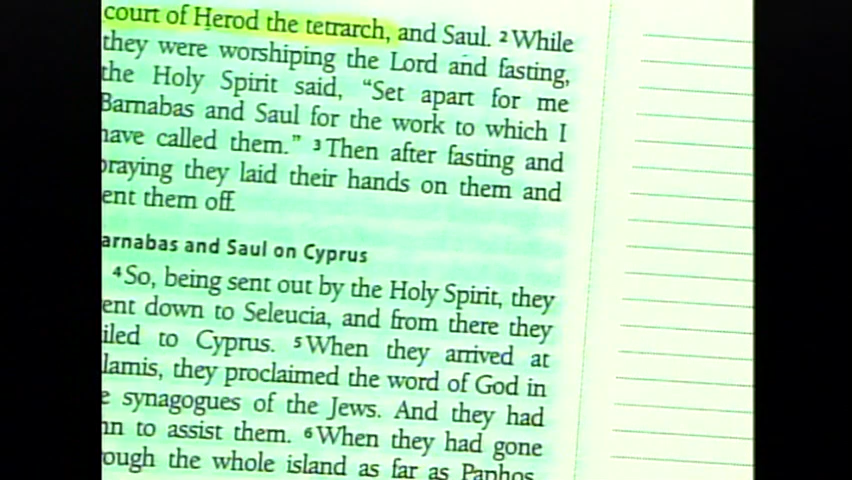 court of Herod the tetrarch, and Saul. 2 While
they were worshiping the Lord and fasting,
the Holy Spirit said, “Set apart for me
Barnabas and Saul for the work to which I
have called them.” 3 Then after fasting and
praying they laid their hands on them and
ent them off.
arnabas and Saul on Cyprus
4 So, being sent out by the Holy Spirit, they
ent down to Seleucia, and from there they
iled to Cyprus. 5 When they arrived at
lamis, they proclaimed the word of God in
e synagogues of the Jews. And they had
hn to assist them. 6 When they had gone
rough the whole island as far as Paphos,